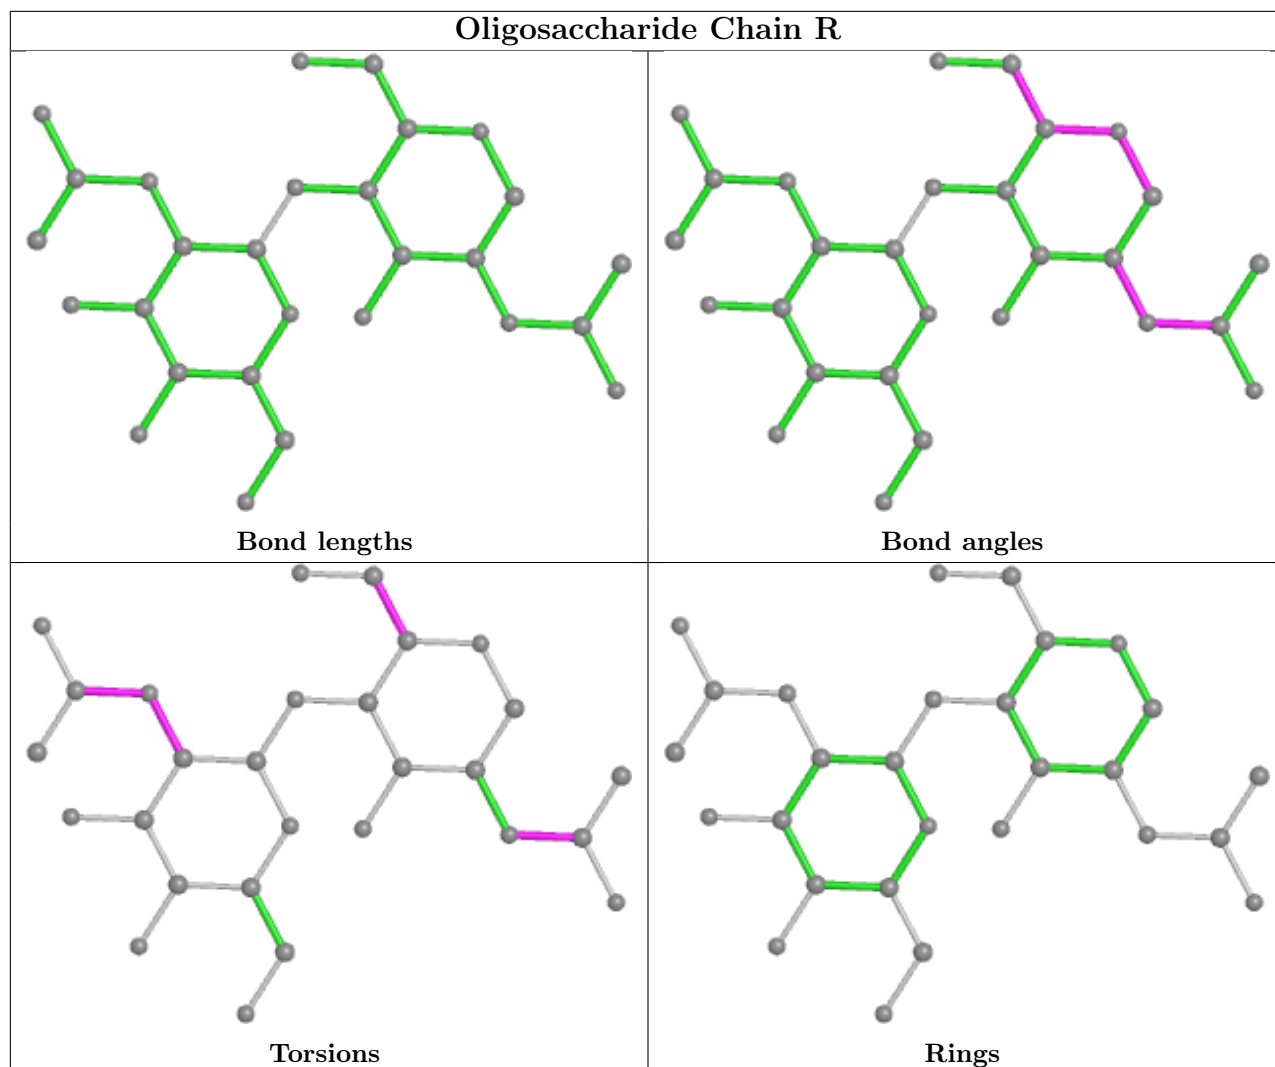 Oligosaccharide Chain R
Bond lengths
Bond angles
Torsions
Rings